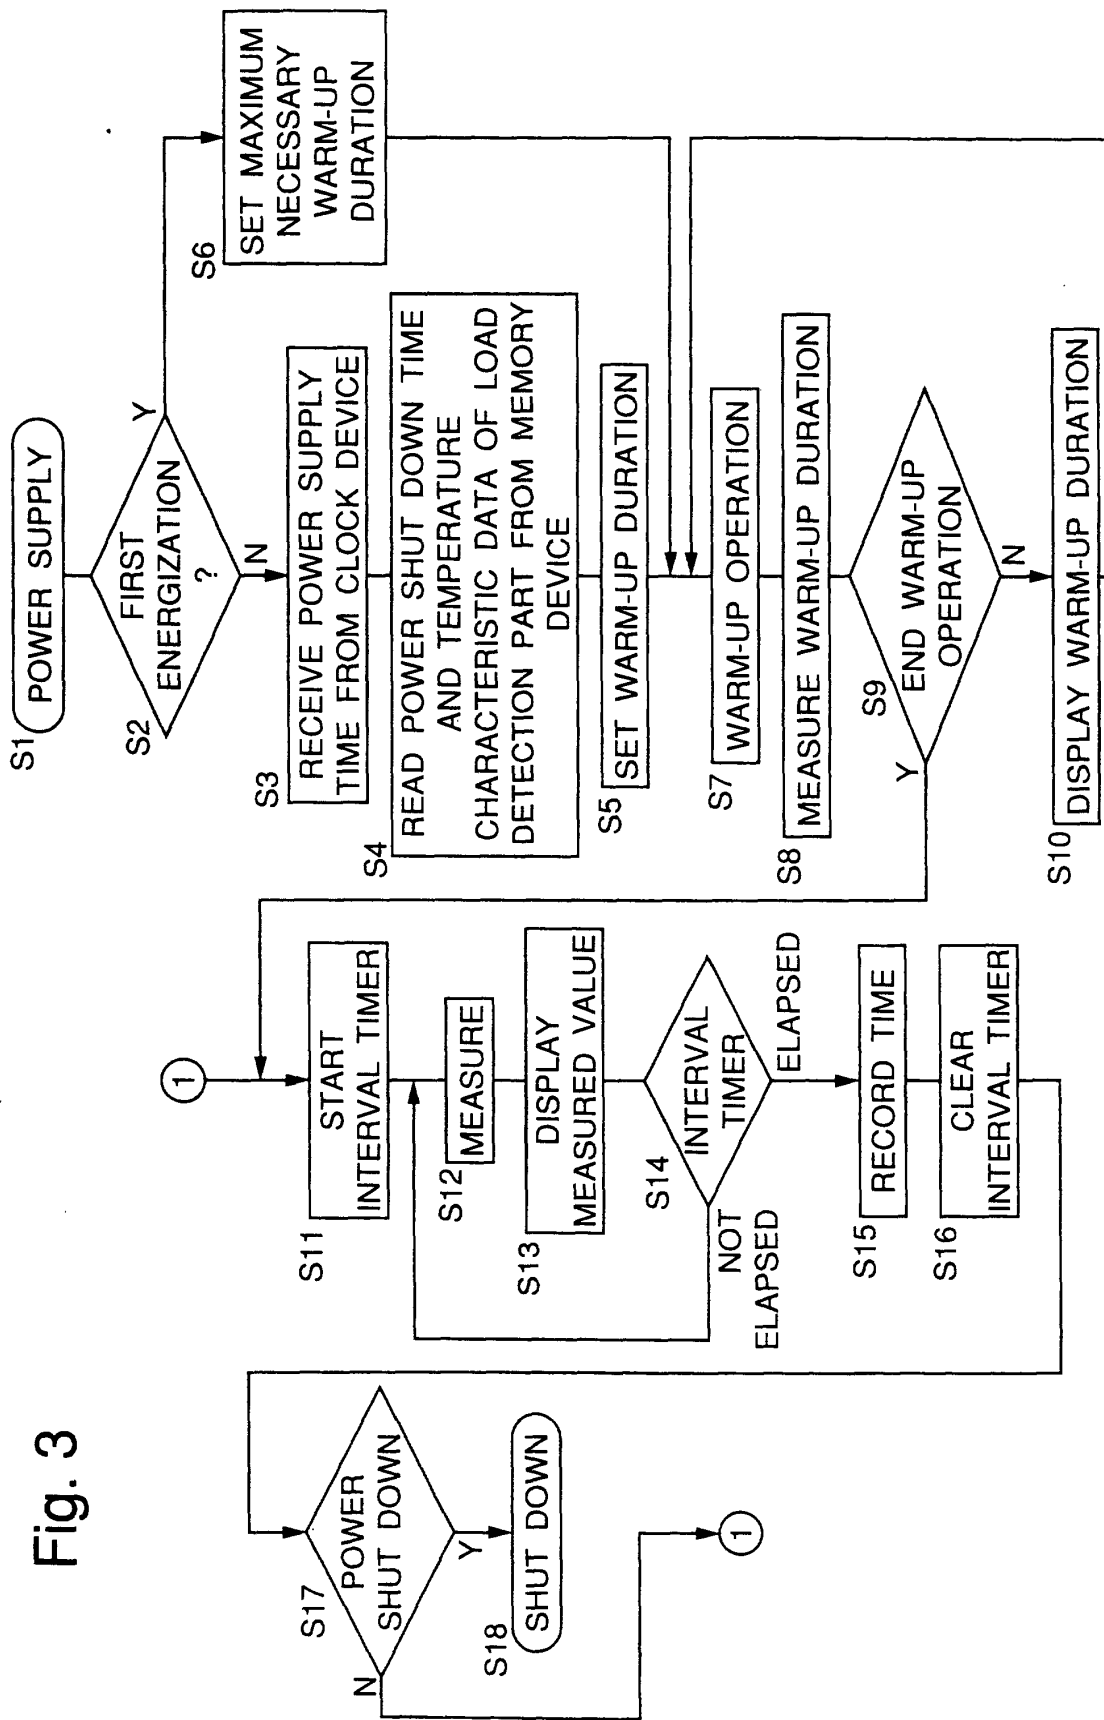 Fig. 3
S1
POWER SUPPLY
S2
FIRST
ENERGIZATION
?
Y
N
S6
SET MAXIMUM
NECESSARY
WARM-UP
DURATION
S3
RECEIVE POWER SUPPLY
TIME FROM CLOCK DEVICE
S4
READ POWER SHUT DOWN TIME
AND TEMPERATURE
CHARACTERISTIC DATA OF LOAD
DETECTION PART FROM MEMORY
DEVICE
S5
SET WARM-UP DURATION
S7
WARM-UP OPERATION
S8
MEASURE WARM-UP DURATION
S9
END WARM-UP
OPERATION
Y
N
S10
DISPLAY WARM-UP DURATION
1
S11
START
INTERVAL TIMER
S12
MEASURE
S13
DISPLAY
MEASURED VALUE
S14
INTERVAL
TIMER
NOT
ELAPSED
ELAPSED
S15
RECORD TIME
S16
CLEAR
INTERVAL TIMER
S17
POWER
SHUT DOWN
N
Y
S18
SHUT DOWN
1